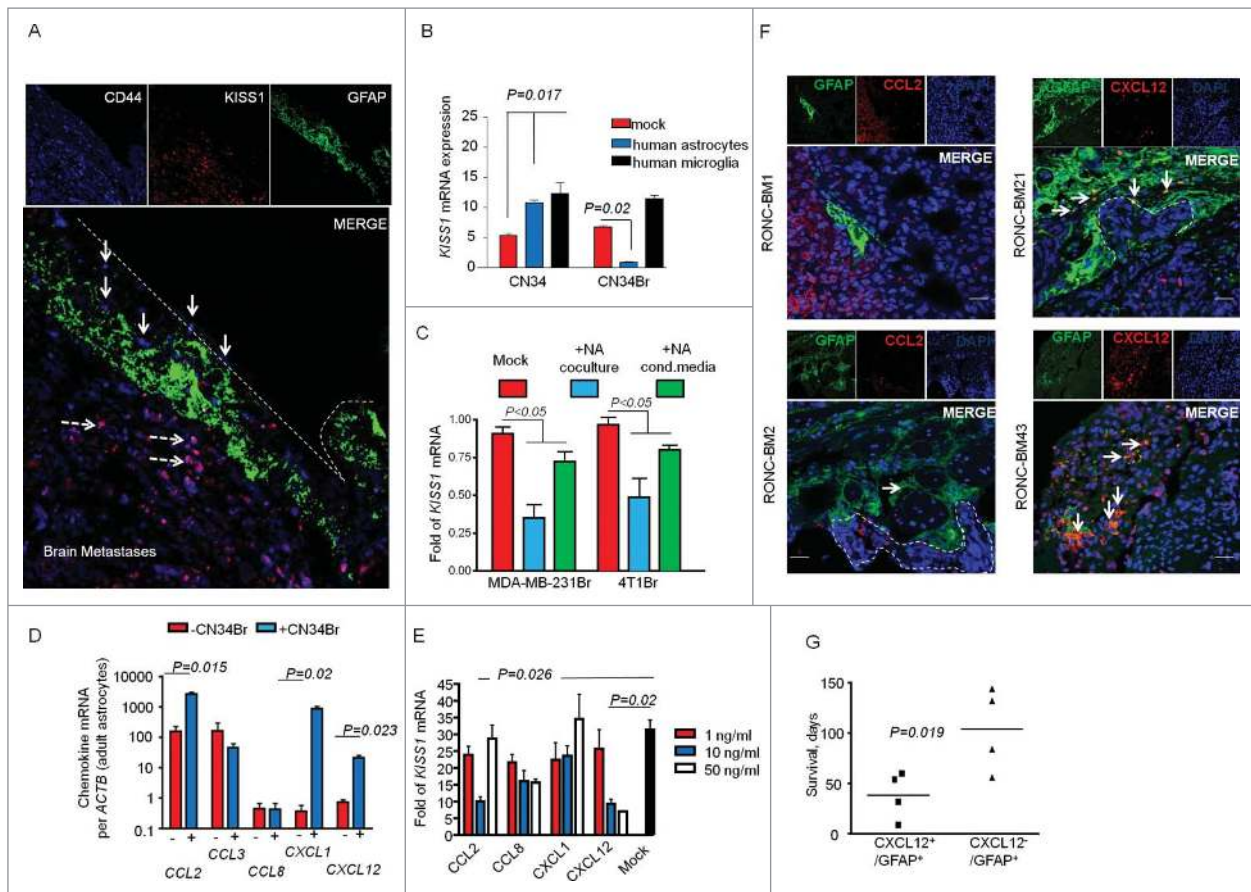 A
CD44
KISS1
GFAP
MERGE
Brain Metastases
B
P=0.017
mock
human astrocytes
human microglia
P=0.02
KISS1 mRNA expression
25
20
15
10
5
0
CN34
CN34Br
C
Mock
+NA coculture
+NA cond.media
P<0.05
P<0.05
Fold of KISS1 mRNA
1.00
0.75
0.50
0.25
0.00
MDA-MB-231Br
4T1Br
F
GFAP
CCL2
DAPI
MERGE
RONC-BM1
GFAP
CXCL12
DAPI
MERGE
RONC-BM21
GFAP
CCL2
DAPI
MERGE
RONC-BM2
GFAP
CXCL12
DAPI
MERGE
RONC-BM43
D
-CN34Br
+CN34Br
P=0.015
P=0.02
P=0.023
Chemokine mRNA
per ACTB (adult astrocytes)
10000
1000
100
10
1
0.1
- + - + - + - + - +
CCL2
CCL3
CCL8
CXCL1
CXCL12
E
P=0.026
P=0.02
1 ng/ml
10 ng/ml
50 ng/ml
Fold of KISS1 mRNA
45
40
35
30
25
20
15
10
5
0
CCL2
CCL8
CXCL1
CXCL12
Mock
G
P=0.019
Survival, days
150
100
50
0
CXCL12+
/GFAP+
CXCL12-
/GFAP+